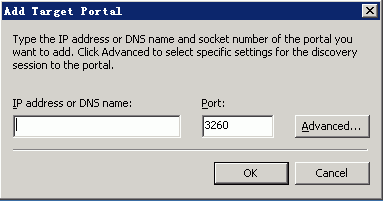 Add Target Portal
Type the IP address or DNS name and socket number of the portal you
want to add. Click Advanced to select specific settings for the discovery
session to the portal.
IP address or DNS name:
Port:
3260
Advanced...
OK
Cancel